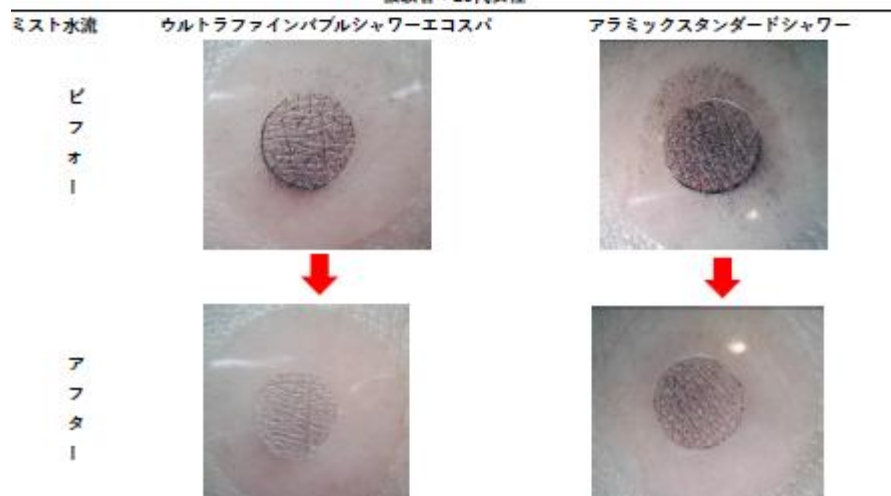 ミスト水流
ウルトラファインバブルシャワーエコスパ
アラミックスタンダードシャワー
ビフォー
アフター